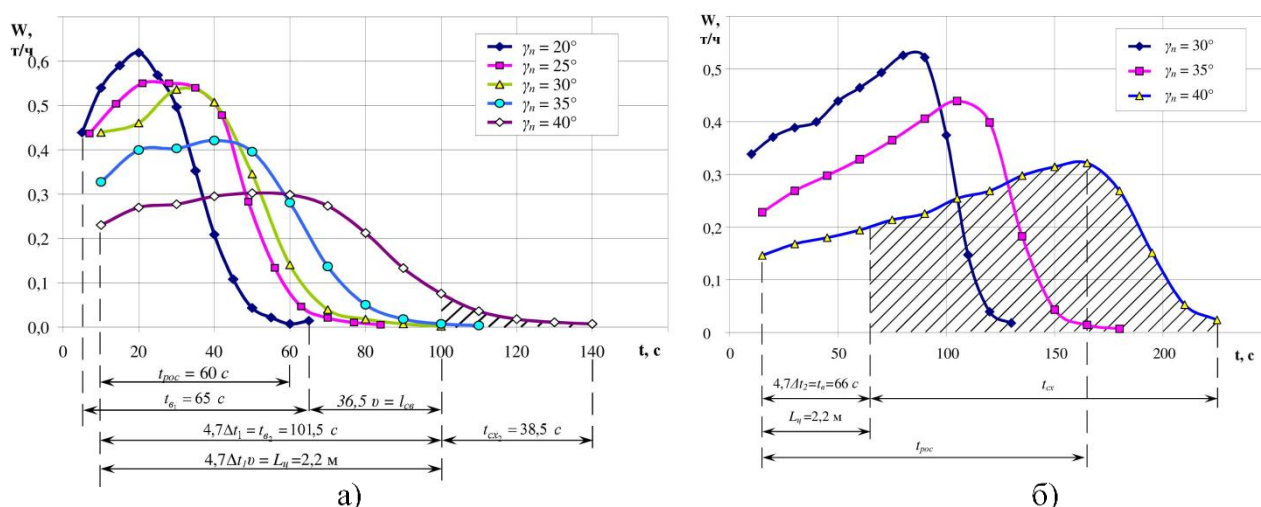 W,
т/ч
0,6
0,5
0,4
0,3
0,2
0,1
0,0
0 20 40 60 80 100 120 140
t, с
γп = 20°
γп = 25°
γп = 30°
γп = 35°
γп = 40°
tрос = 60 с
tв1 = 65 с
36,5 υ = lсв
4,7Δt1 = tв2 = 101,5 с
tсх2 = 38,5 с
4,7Δt1υ = Lч =2,2 м
а)
W,
т/ч
0,5
0,4
0,3
0,2
0,1
0
0 50 100 150 200
t, с
γп = 30°
γп = 35°
γп = 40°
4,7Δt2=tв=66 с
tсх
Lч=2,2 м
tрос
б)